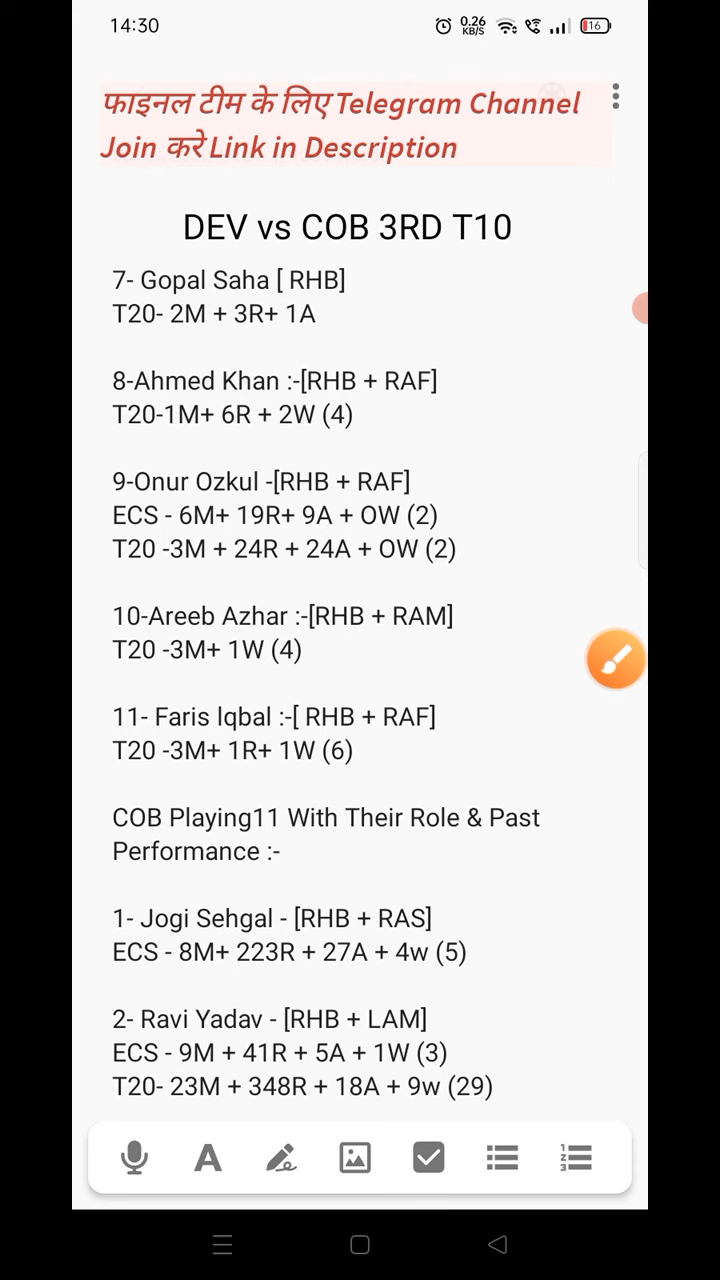 14:30
0.26
KB/S
16
फाइनल टीम के लिए Telegram Channel
Join करे Link in Description
DEV vs COB 3RD T10
7- Gopal Saha [ RHB]
T20- 2M + 3R+ 1A
8-Ahmed Khan :-[RHB + RAF]
T20-1M+ 6R + 2W (4)
9-Onur Ozkul -[RHB + RAF]
ECS - 6M+ 19R+ 9A + OW (2)
T20 -3M + 24R + 24A + OW (2)
10-Areeb Azhar :-[RHB + RAM]
T20 -3M+ 1W (4)
11- Faris lqbal :-[ RHB + RAF]
T20 -3M+ 1R+ 1W (6)
COB Playing11 With Their Role & Past
Performance :-
1- Jogi Sehgal - [RHB + RAS]
ECS - 8M+ 223R + 27A + 4w (5)
2- Ravi Yadav - [RHB + LAM]
ECS - 9M + 41R + 5A + 1W (3)
T20- 23M + 348R + 18A + 9w (29)